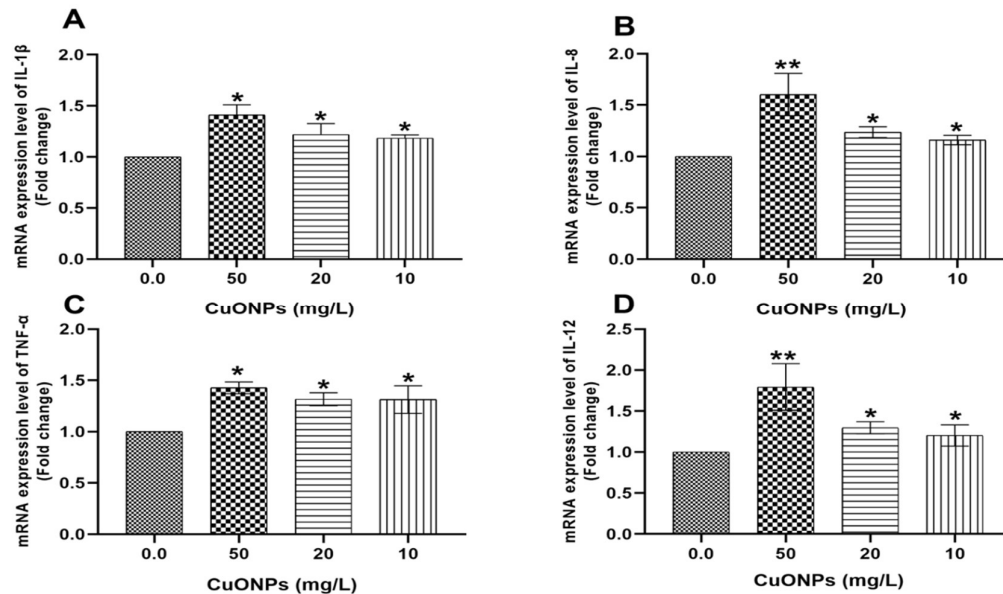 A
mRNA expression level of IL-1β
(Fold change)
2.0
1.5
1.0
0.5
0.0
*
*
*
0.0 50 20 10
CuONPs (mg/L)
B
mRNA expression level of IL-8
(Fold change)
2.0
1.5
1.0
0.5
0.0
**
*
*
0.0 50 20 10
CuONPs (mg/L)
C
mRNA expression level of TNF-α
(Fold change)
2.0
1.5
1.0
0.5
0.0
*
*
*
0.0 50 20 10
CuONPs (mg/L)
D
mRNA expression level of IL-12
(Fold change)
2.5
2.0
1.5
1.0
0.5
0.0
**
*
*
0.0 50 20 10
CuONPs (mg/L)